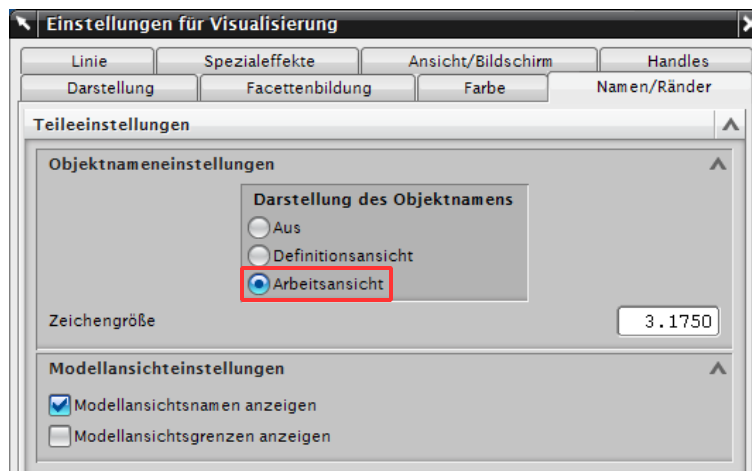 Einstellungen für Visualisierung
Linie Spezialeffekte Ansicht/Bildschirm Handles
Darstellung Facettenbildung Farbe Namen/Ränder
Teileeinstellungen
Objektnameneinstellungen
Darstellung des Objektnamens
Aus
Definitionsansicht
Arbeitsansicht
Zeichengröße 3.1750
Modellansichteinstellungen
Modellansichtsnamen anzeigen
Modellansichtsgrenzen anzeigen